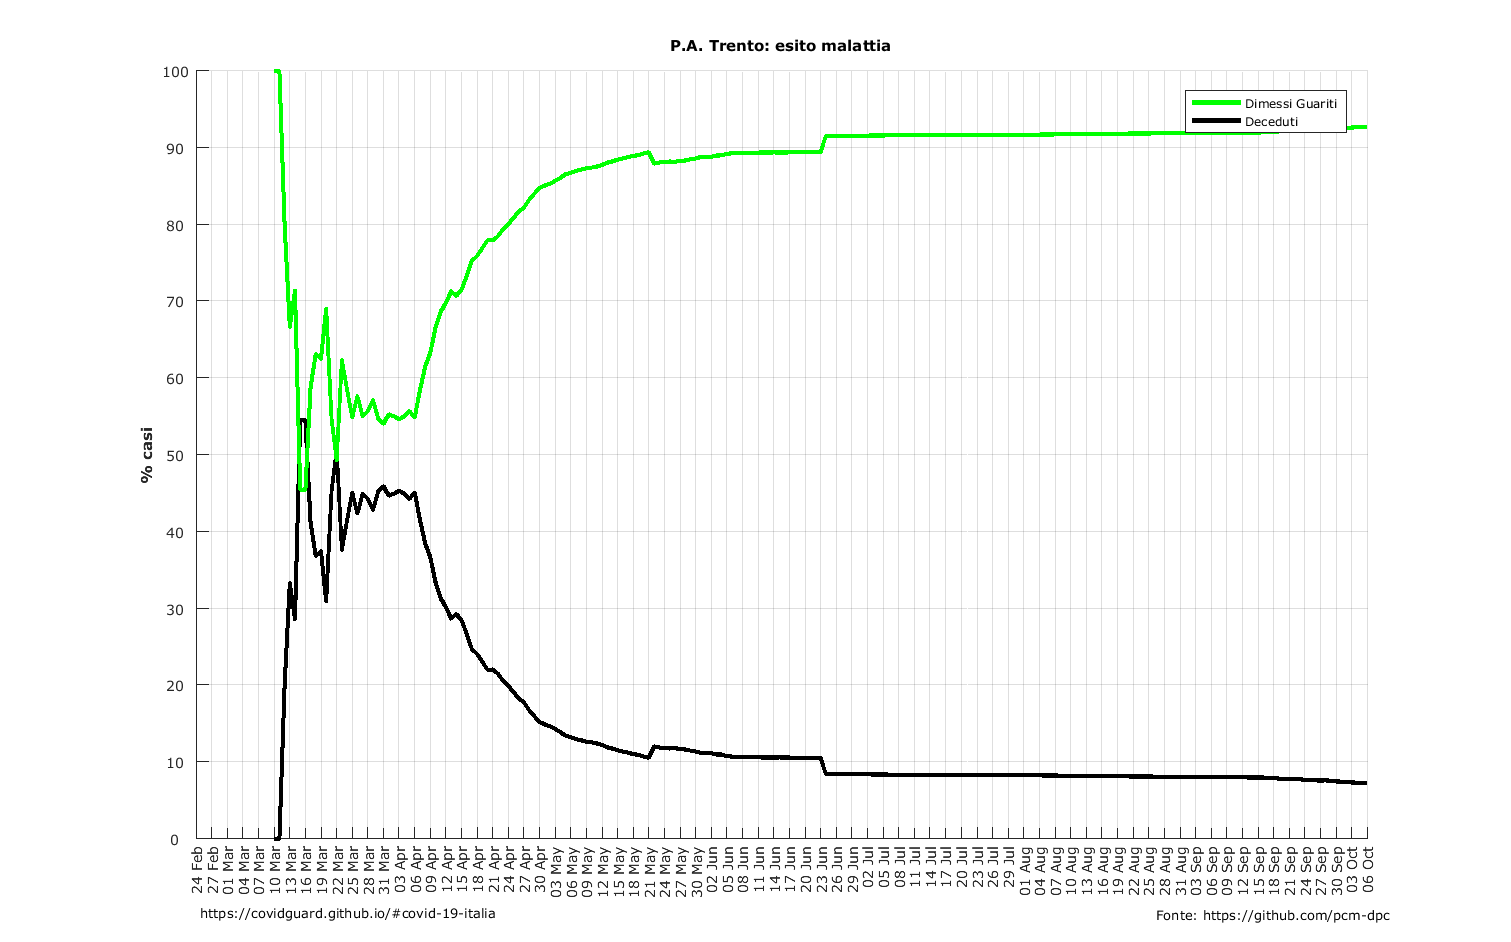 P.A. Trento: esito malattia
Dimessi Guariti
Deceduti
% casi
100
90
80
70
60
50
40
30
20
10
0
24 Feb
27 Feb
01 Mar
04 Mar
07 Mar
10 Mar
13 Mar
16 Mar
19 Mar
22 Mar
25 Mar
28 Mar
31 Mar
03 Apr
06 Apr
09 Apr
12 Apr
15 Apr
18 Apr
21 Apr
24 Apr
27 Apr
30 Apr
03 May
06 May
09 May
12 May
15 May
18 May
21 May
24 May
27 May
30 May
02 Jun
05 Jun
08 Jun
11 Jun
14 Jun
17 Jun
20 Jun
23 Jun
26 Jun
29 Jun
02 Jul
05 Jul
08 Jul
11 Jul
14 Jul
17 Jul
20 Jul
23 Jul
26 Jul
29 Jul
01 Aug
04 Aug
07 Aug
10 Aug
13 Aug
16 Aug
19 Aug
22 Aug
25 Aug
28 Aug
31 Aug
03 Sep
06 Sep
09 Sep
12 Sep
15 Sep
18 Sep
21 Sep
24 Sep
27 Sep
30 Sep
03 Oct
06 Oct
https://covidguard.github.io/#covid-19-italia
Fonte: https://github.com/pcm-dpc